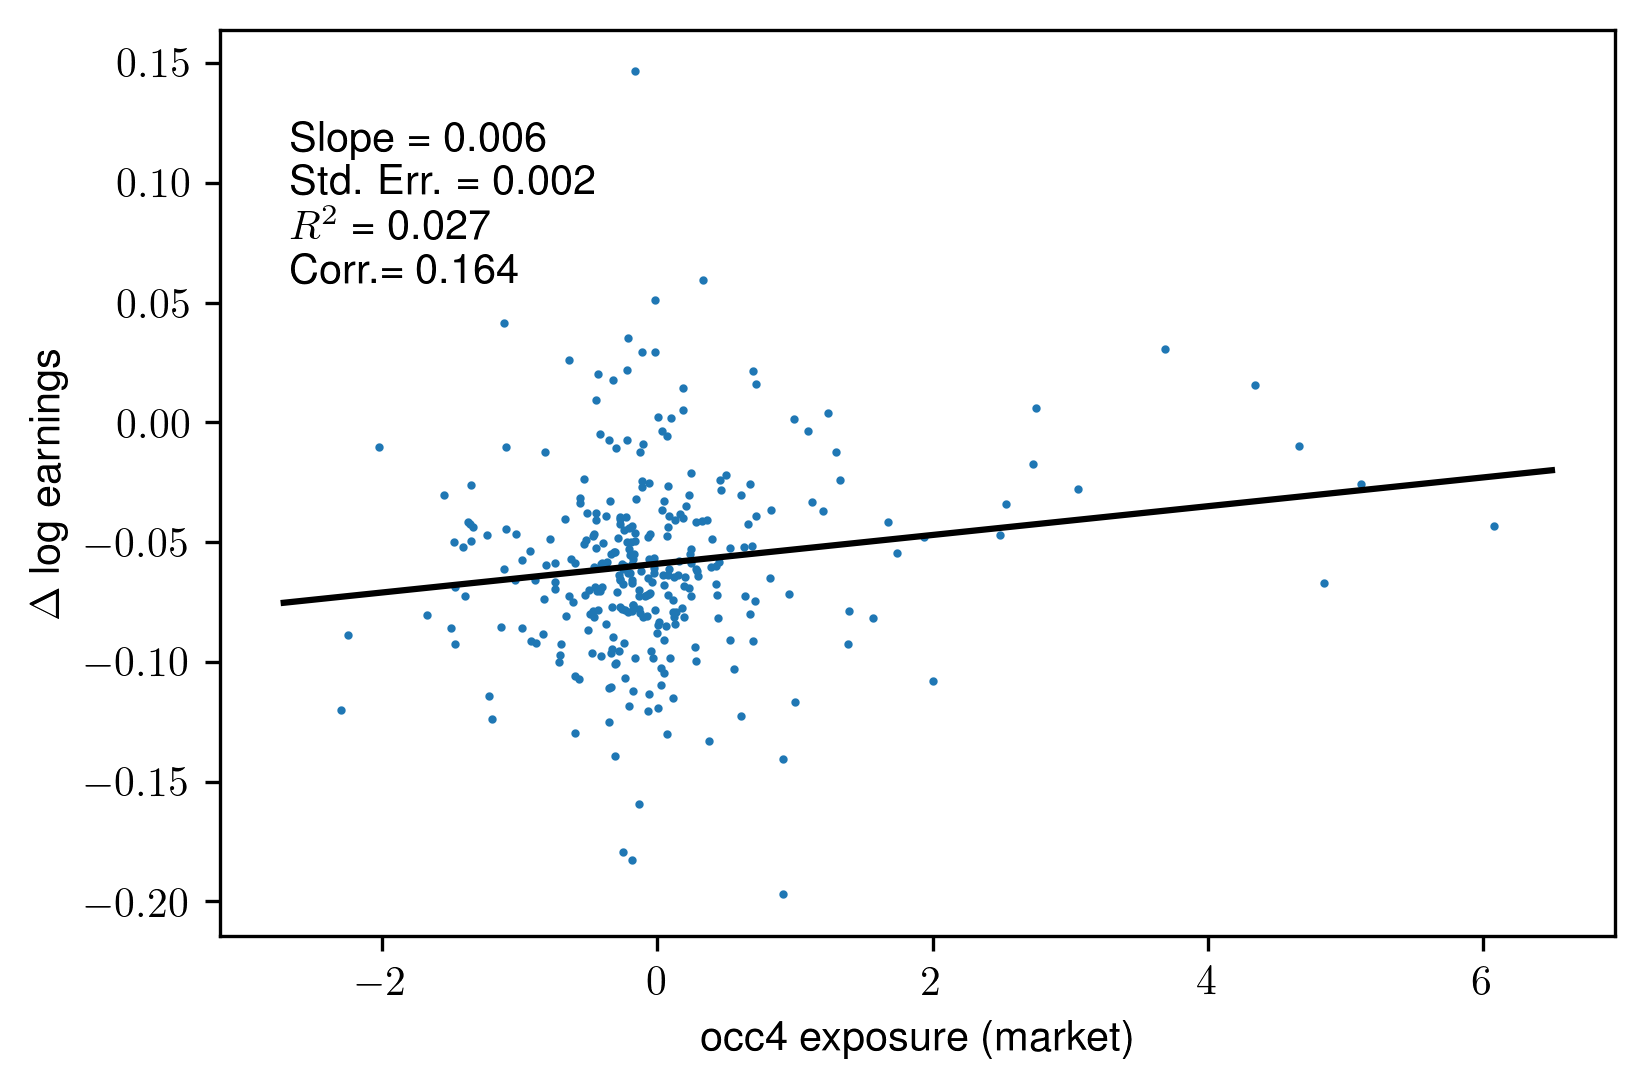 0.15
0.10
0.05
0.00
−0.05
−0.10
−0.15
−0.20
Δ log earnings
Slope = 0.006
Std. Err. = 0.002
R² = 0.027
Corr.= 0.164
−2
0
2
4
6
occ4 exposure (market)